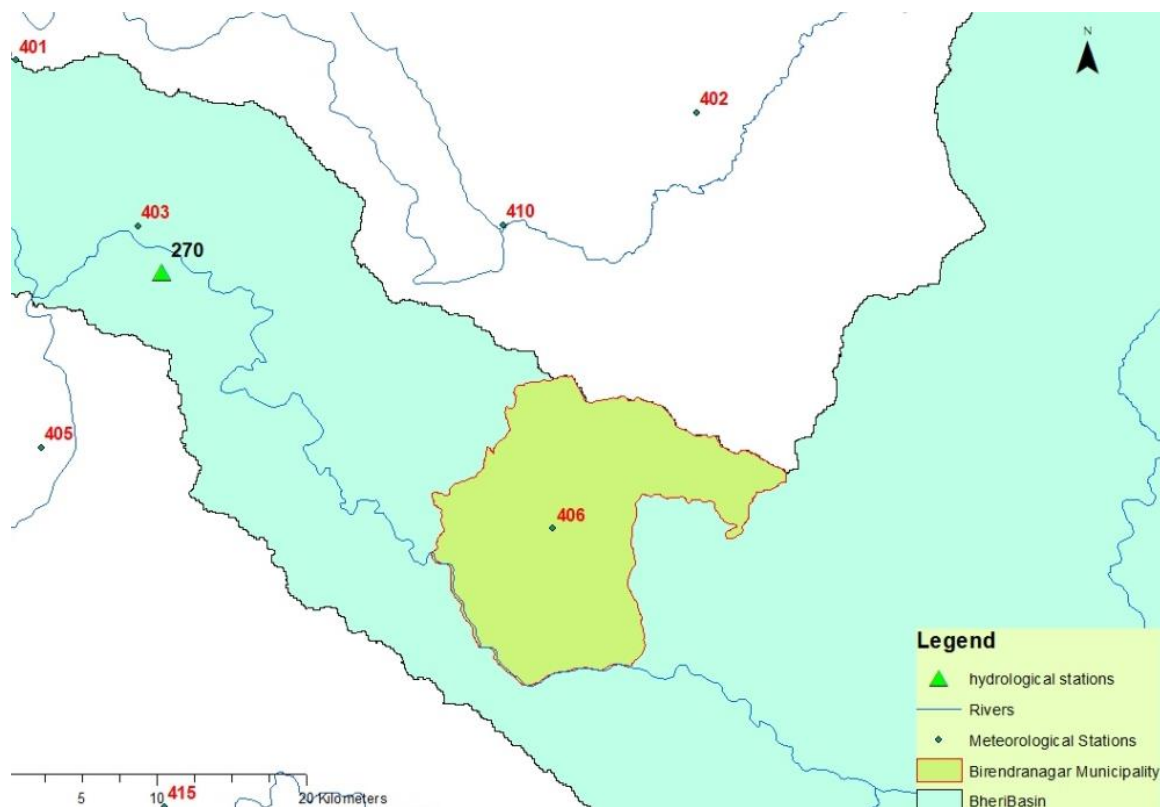 401
N
402
403
410
270
405
406
Legend
hydrological stations
Rivers
Meteorological Stations
Birendranagar Municipality
BheriBasin
5 10 20 Kilometers
415